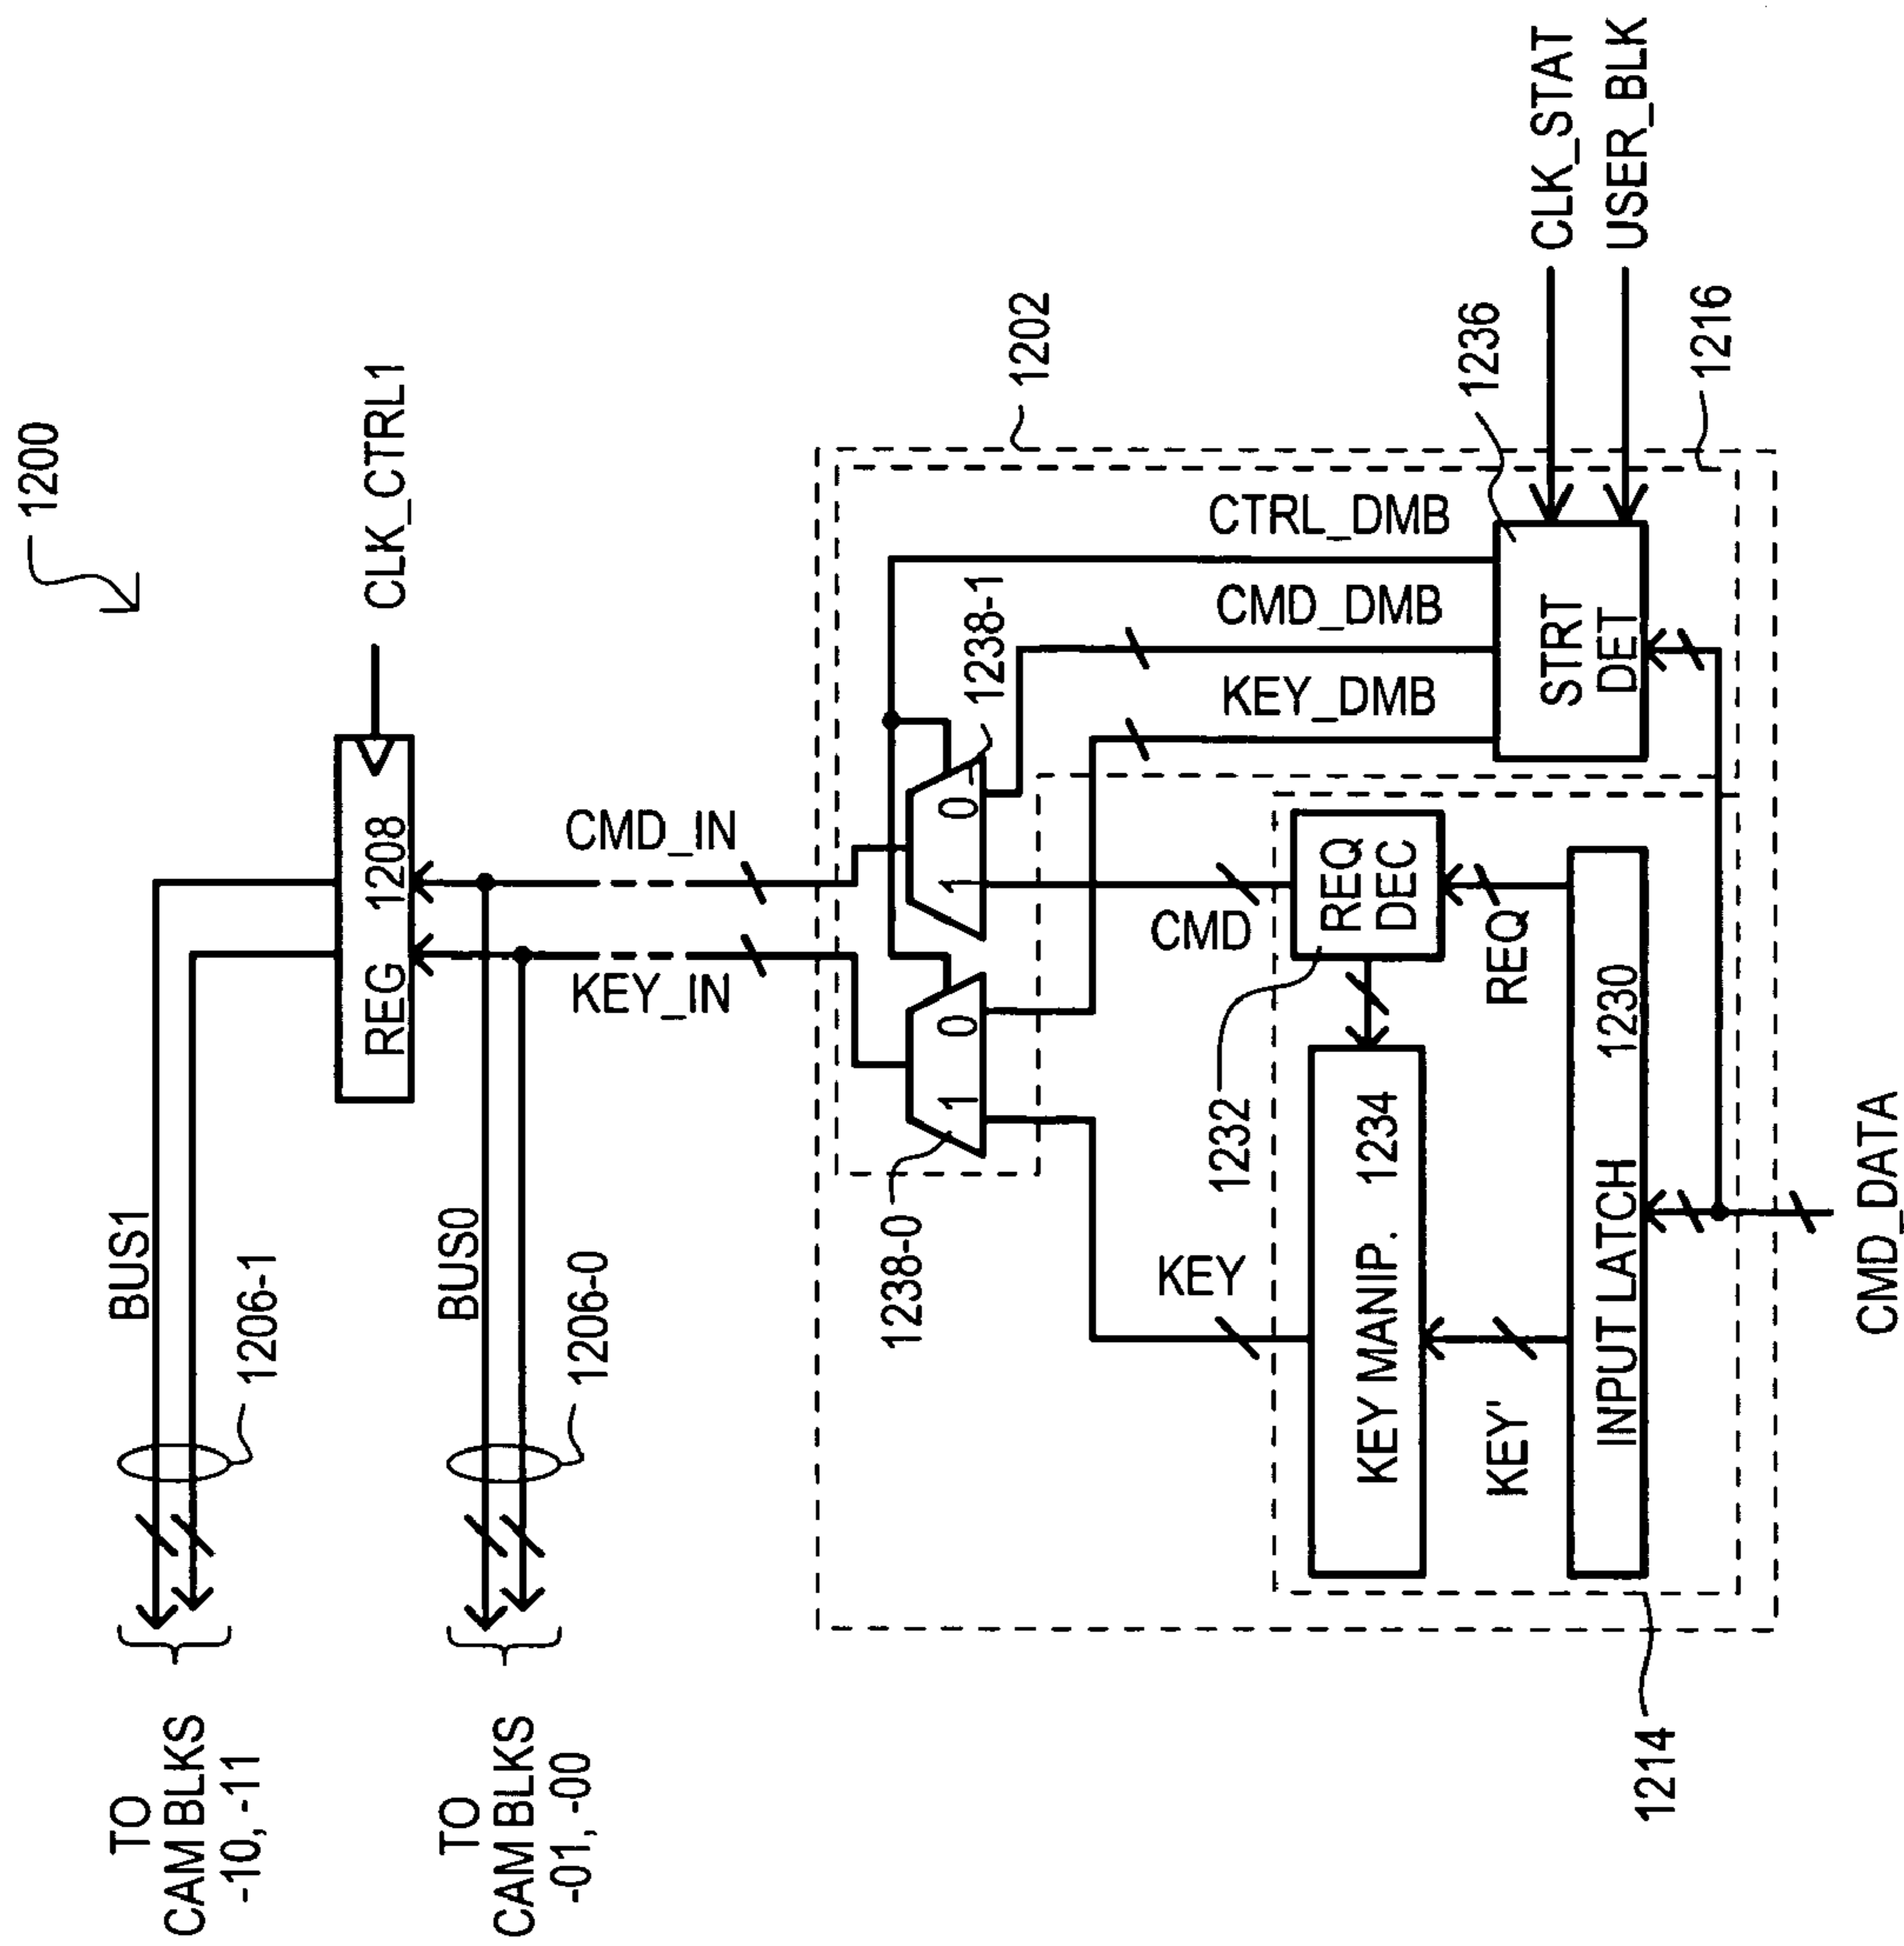 1200
TO
CAM BLKS
-10, -11
BUS1
1206-1
REG 1208
CLK_CTRL1
TO
CAM BLKS
-01, -00
BUS0
1206-0
KEY_IN
CMD_IN
1202
1238-0
1 0
1 0
1238-1
CTRL_DMB
CMD_DMB
KEY_DMB
KEY
CMD
1232
KEY MANIP. 1234
REQ
DEC
STRT
DET
1236
CLK_STAT
USER_BLK
KEY'
REQ
INPUT LATCH 1230
1214
1216
CMD_DATA